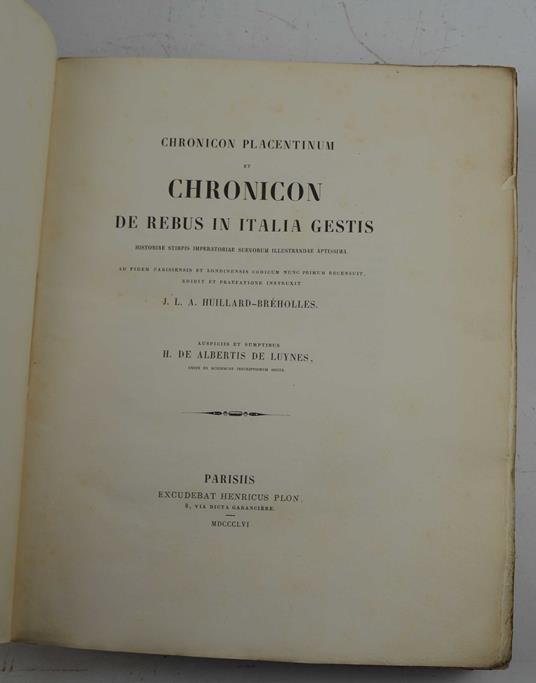 CHRONICON PLACENTINUM
ET
CHRONICON
DE REBUS IN ITALIA GESTIS
HISTORIAE STIRPIS IMPERATORIAE SUEVORUM ILLUSTRANDAE APTISSIMA
AD FIDEM PARISIENSIS ET LONDINENSIS CODICUM NUNC PRIMUM RECENSUIT,
EDIDIT ET PRAEFATIONE INSTRUXIT
J. L. A. HUILLARD-BRÉHOLLES.
AUSPICIIS ET SUMPTIBUS
H. DE ALBERTIS DE LUYNES,
UNIUS EX ACADEMICIS INSCRIPTIONUM SOCIIS.
PARISIIS
EXCUDEBAT HENRICUS PLON,
8, VIA DICTA GARANCIÈRE.
MDCCCLVI